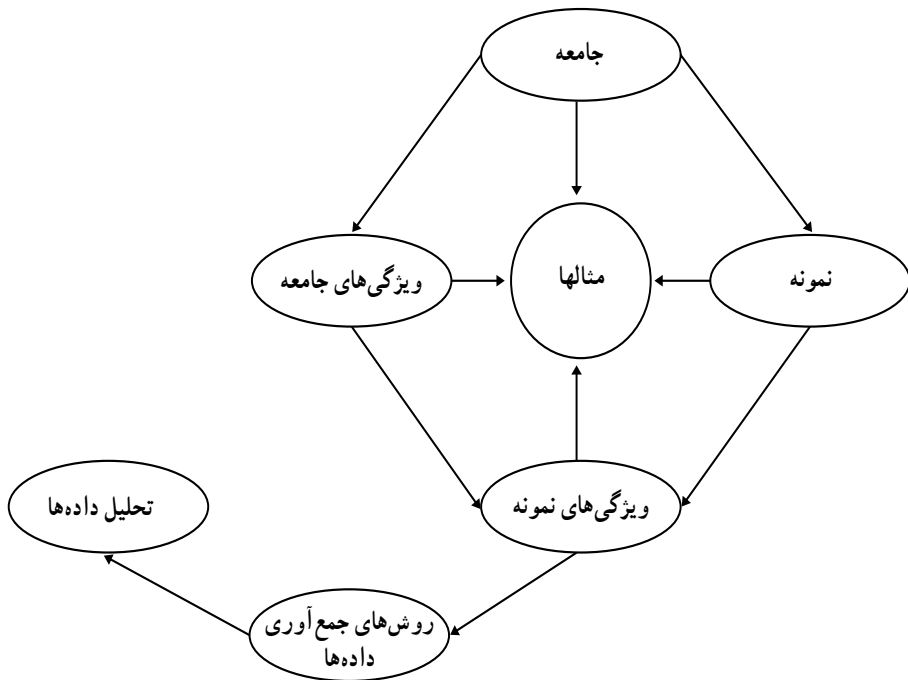 جامعه
ویژگی‌های جامعه
مثالها
نمونه
ویژگی‌های نمونه
تحلیل داده‌ها
روش‌های جمع‌آوری
داده‌ها